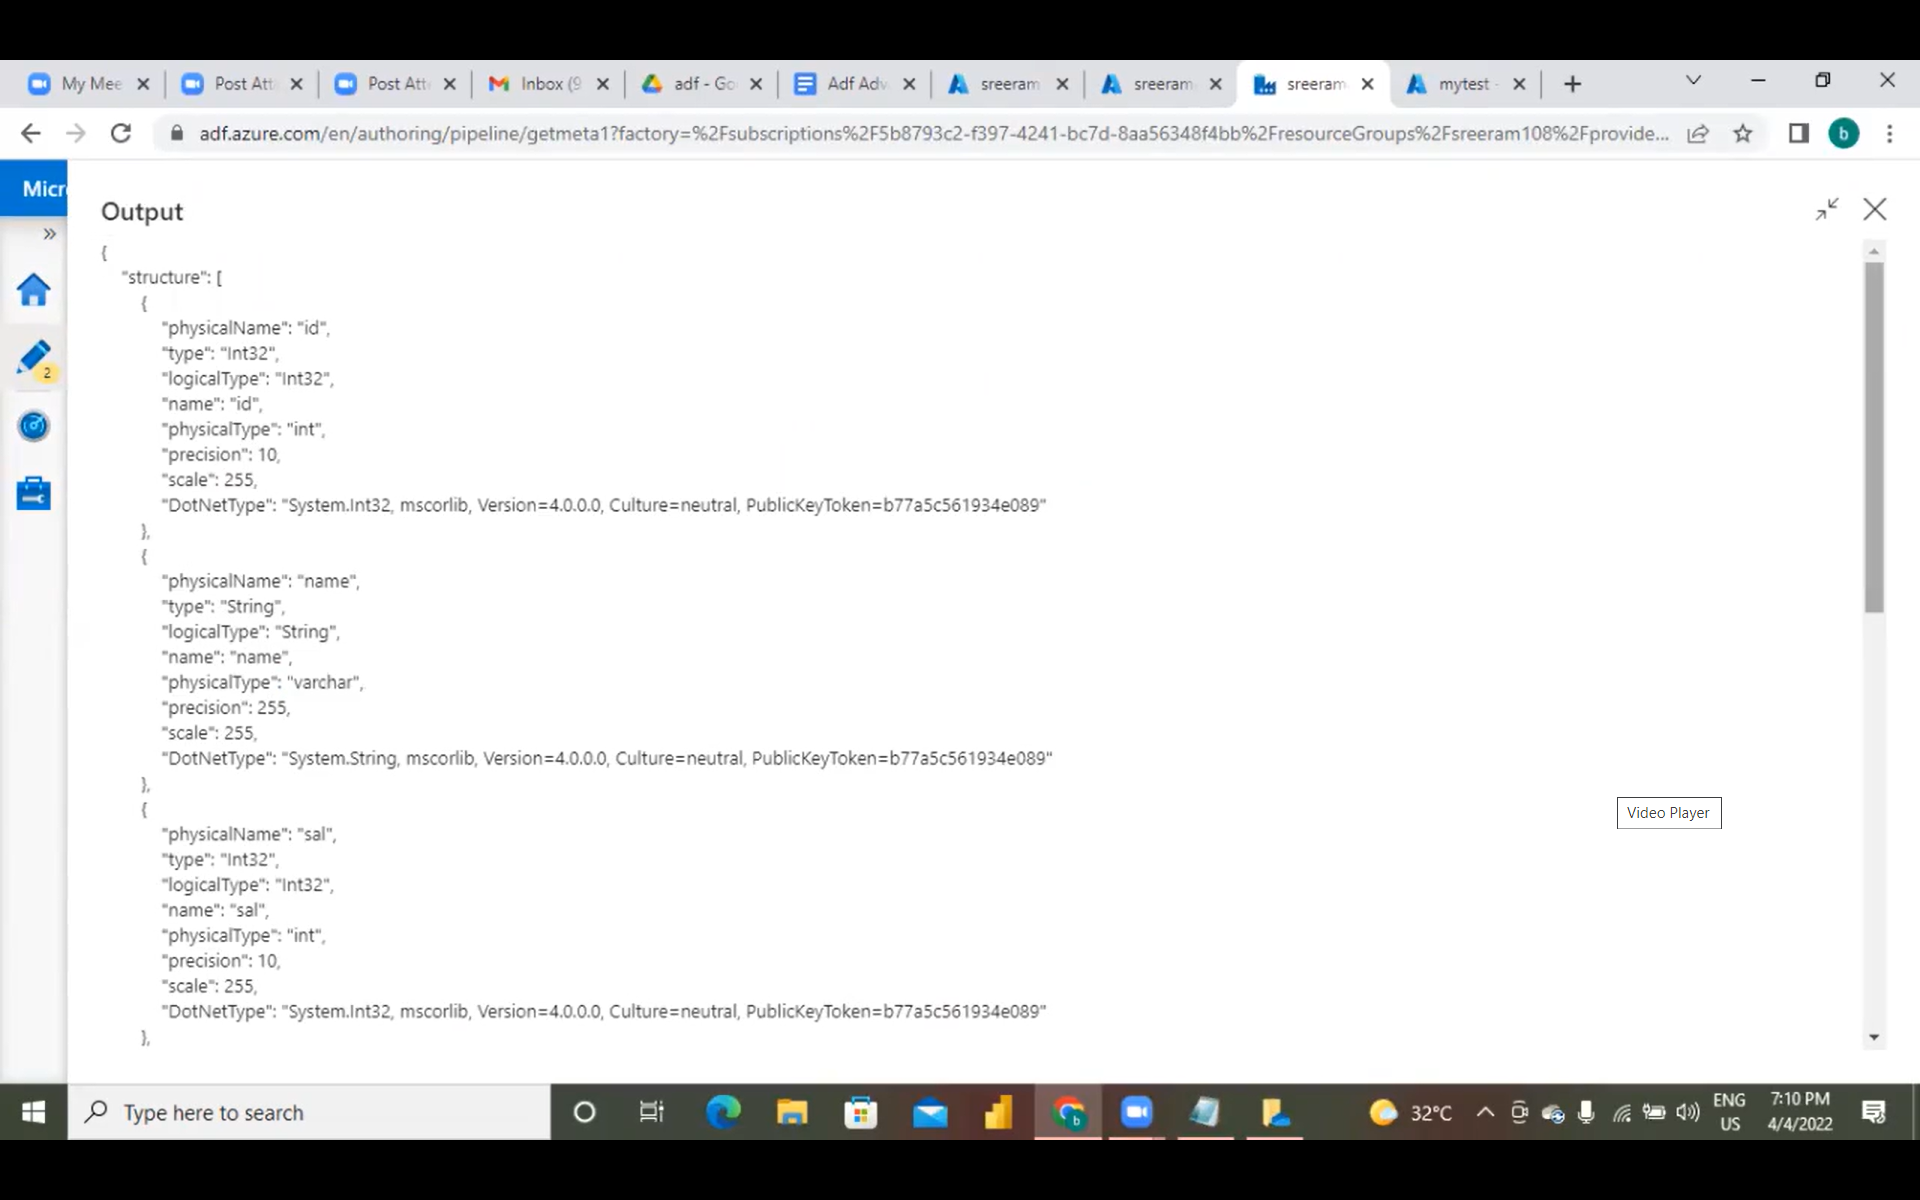 My Mee
Post Att
Post Att
Inbox (9
adf - Go
Adf Adv
sreeram
sreeram
sreeram
mytest -
adf.azure.com/en/authoring/pipeline/getmeta1?factory=%2Fsubscriptions%2F5b8793c2-f397-4241-bc7d-8aa56348f4bb%2FresourceGroups%2Fsreeram108%2Fprovide...
b
Micr
Output
{
"structure": [
{
"physicalName": "id",
"type": "Int32",
"logicalType": "Int32",
"name": "id",
"physicalType": "int",
"precision": 10,
"scale": 255,
"DotNetType": "System.Int32, mscorlib, Version=4.0.0.0, Culture=neutral, PublicKeyToken=b77a5c561934e089"
},
{
"physicalName": "name",
"type": "String",
"logicalType": "String",
"name": "name",
"physicalType": "varchar",
"precision": 255,
"scale": 255,
"DotNetType": "System.String, mscorlib, Version=4.0.0.0, Culture=neutral, PublicKeyToken=b77a5c561934e089"
},
{
"physicalName": "sal",
"type": "Int32",
"logicalType": "Int32",
"name": "sal",
"physicalType": "int",
"precision": 10,
"scale": 255,
"DotNetType": "System.Int32, mscorlib, Version=4.0.0.0, Culture=neutral, PublicKeyToken=b77a5c561934e089"
},
2
Video Player
Type here to search
b
32°C
ENG
US
7:10 PM
4/4/2022